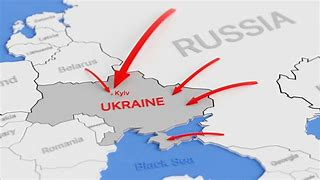 RUSSIA
Belarus
Kyiv
UKRAINE
Romania
Black Sea